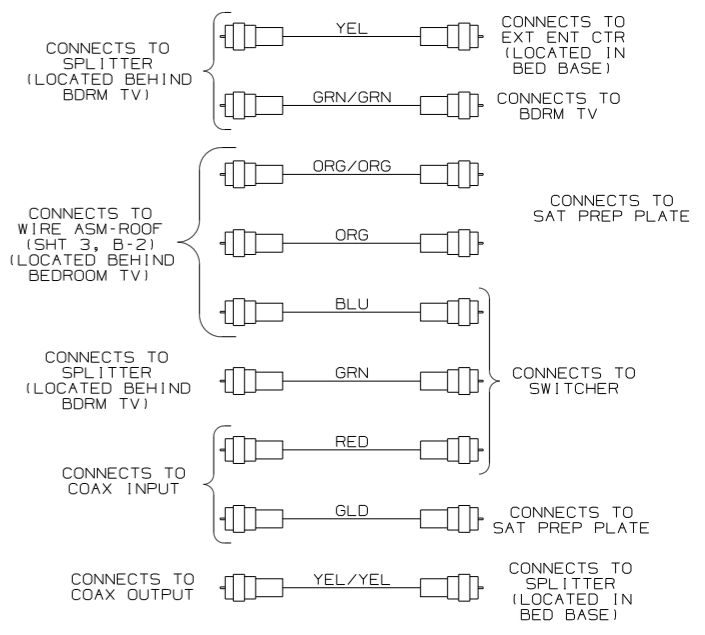 CONNECTS TO
SPLITTER
(LOCATED BEHIND
BDRM TV)
YEL
CONNECTS TO
EXT ENT CTR
(LOCATED IN
BED BASE)
GRN/GRN
CONNECTS TO
BDRM TV
CONNECTS TO
WIRE ASM-ROOF
(SHT 3, B-2)
(LOCATED BEHIND
BEDROOM TV)
ORG/ORG
ORG
CONNECTS TO
SAT PREP PLATE
BLU
CONNECTS TO
SPLITTER
(LOCATED BEHIND
BDRM TV)
GRN
CONNECTS TO
SWITCHER
RED
CONNECTS TO
COAX INPUT
GLD
CONNECTS TO
SAT PREP PLATE
CONNECTS TO
COAX OUTPUT
YEL/YEL
CONNECTS TO
SPLITTER
(LOCATED IN
BED BASE)